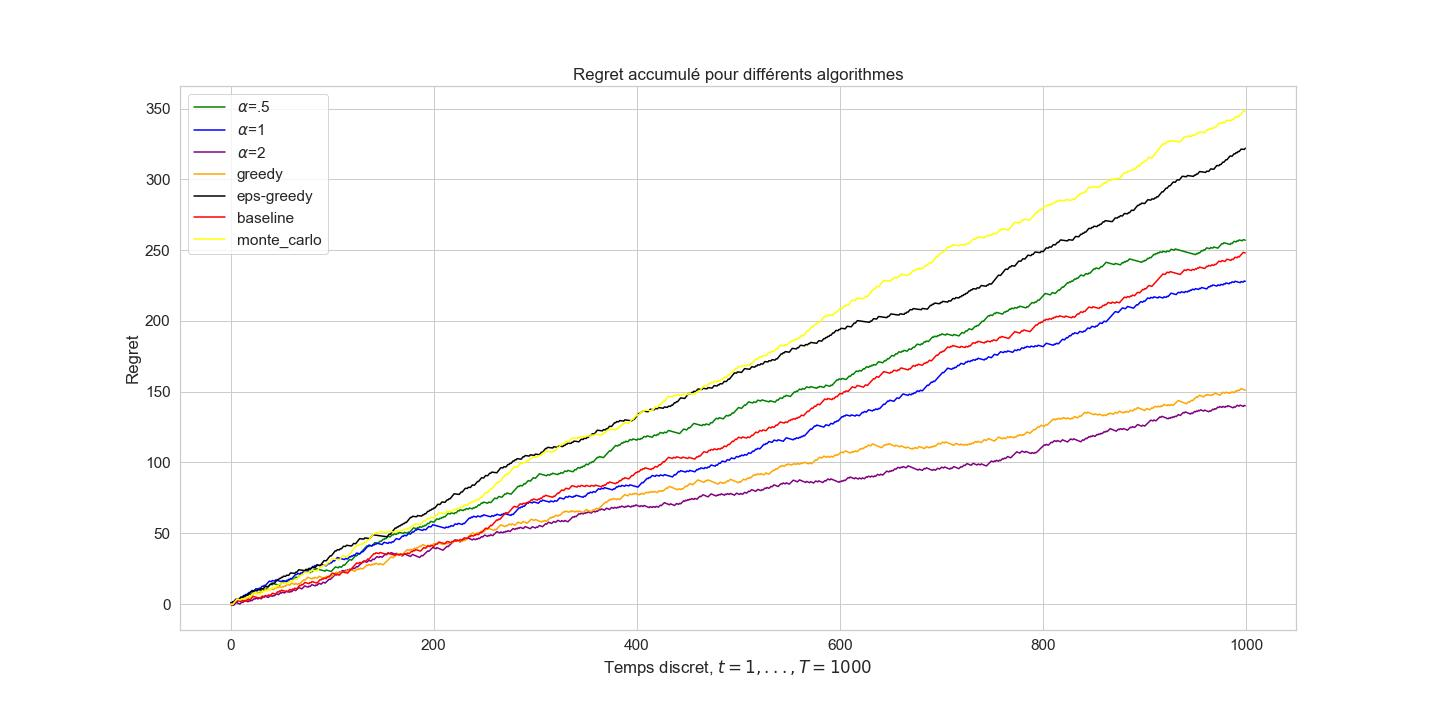 Regret accumulé pour différents algorithmes
350
300
250
200
150
100
50
0
Regret
α=.5
α=1
α=2
greedy
eps-greedy
baseline
monte_carlo
0 200 400 600 800 1000
Temps discret, t = 1, . . . , T = 1000